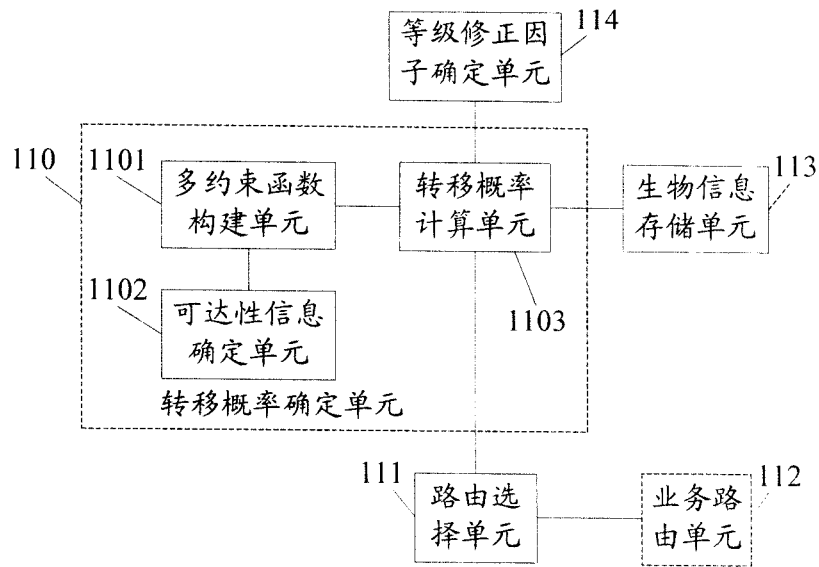 等级修正因
子确定单元
114
110
1101
多约束函数
构建单元
转移概率
计算单元
生物信息
存储单元
113
1102
可达性信息
确定单元
1103
转移概率确定单元
111
路由选
择单元
业务路
由单元
112